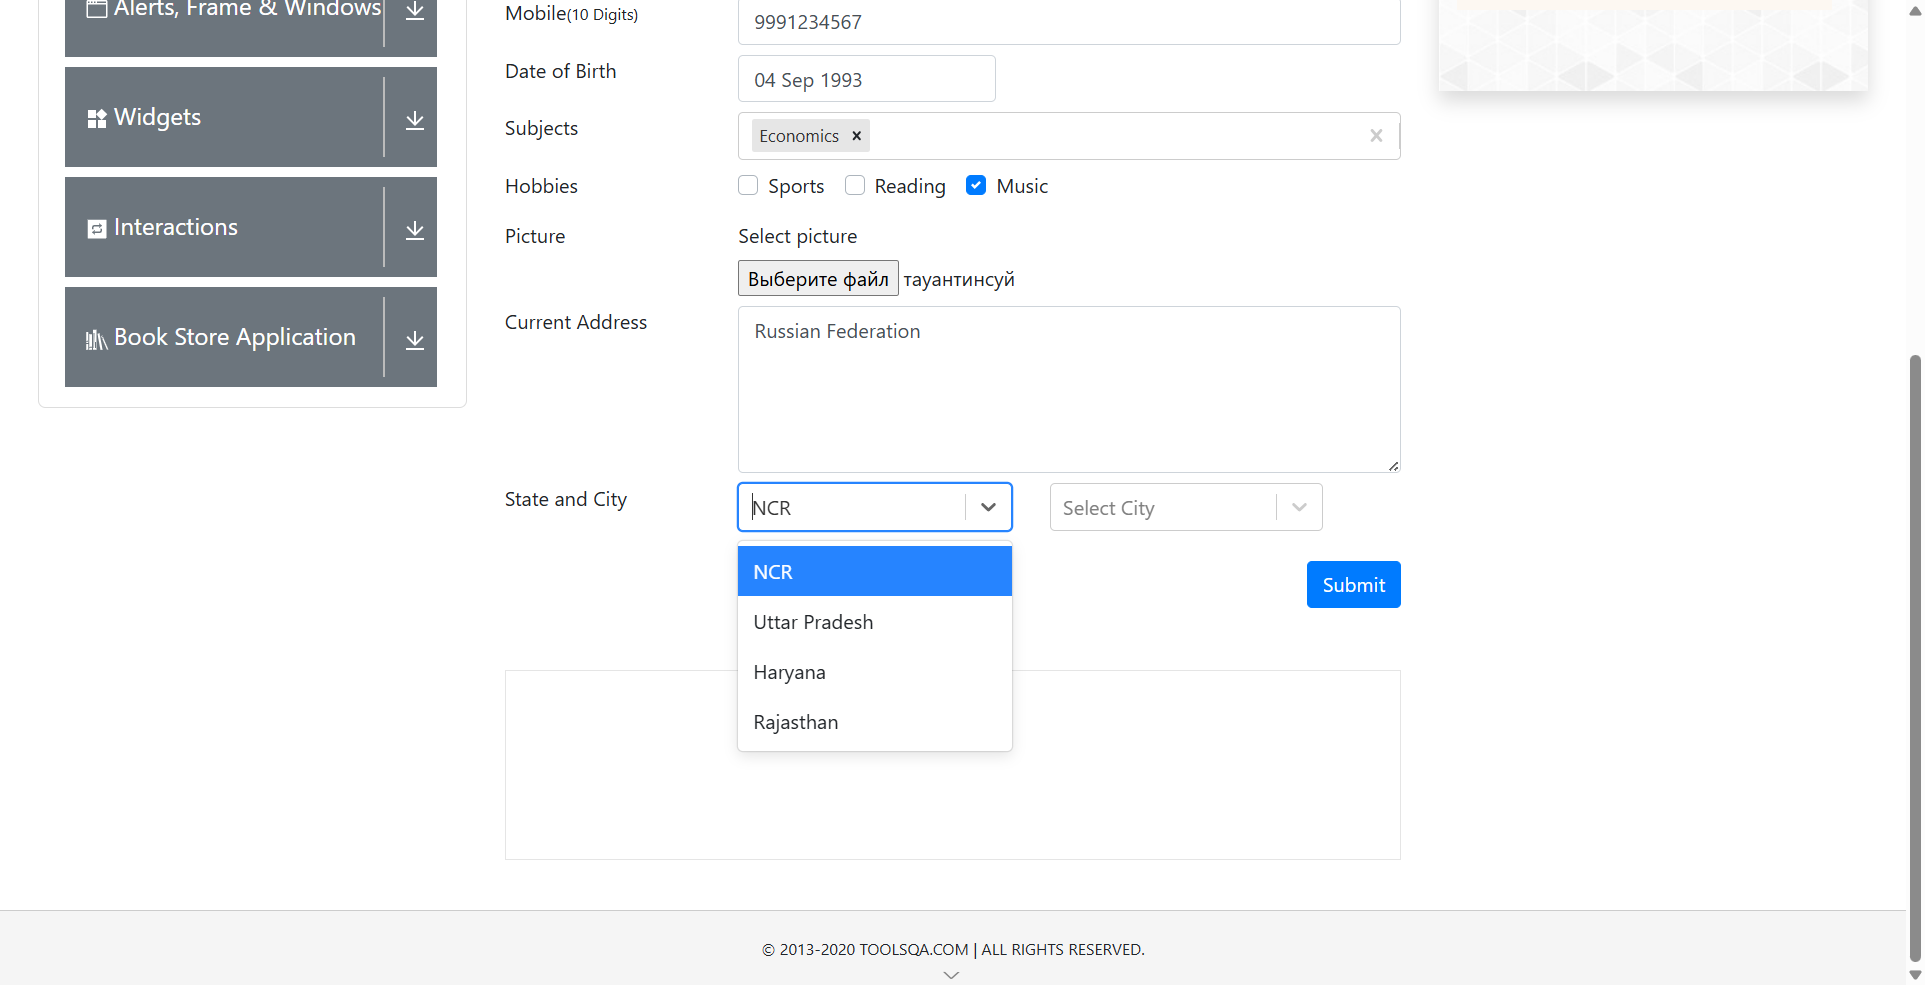 Alerts, Frame & Windows
Widgets
Interactions
Book Store Application
Mobile(10 Digits)
9991234567
Date of Birth
04 Sep 1993
Subjects
Economics
Hobbies
Sports
Reading
Music
Picture
Select picture
Выберите файл тауантинсуй
Current Address
Russian Federation
State and City
NCR
Select City
NCR
Uttar Pradesh
Haryana
Rajasthan
Submit
© 2013-2020 TOOLSQA.COM | ALL RIGHTS RESERVED.